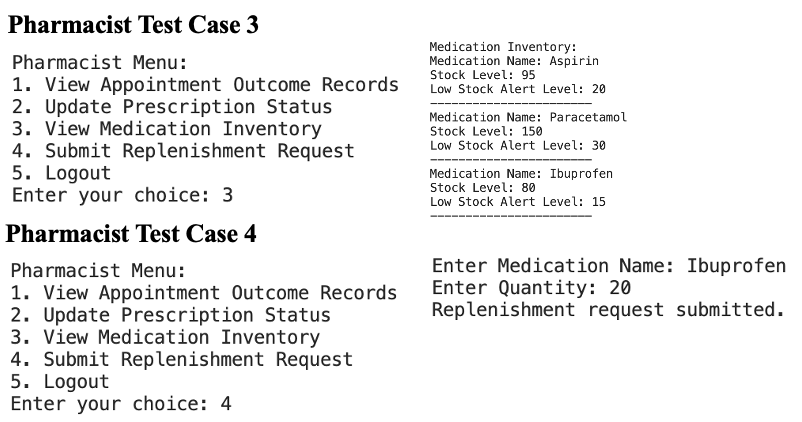 Pharmacist Test Case 3
Pharmacist Menu:
1. View Appointment Outcome Records
2. Update Prescription Status
3. View Medication Inventory
4. Submit Replenishment Request
5. Logout
Enter your choice: 3
Medication Inventory:
Medication Name: Aspirin
Stock Level: 95
Low Stock Alert Level: 20
-----------------------
Medication Name: Paracetamol
Stock Level: 150
Low Stock Alert Level: 30
-----------------------
Medication Name: Ibuprofen
Stock Level: 80
Low Stock Alert Level: 15
-----------------------
Pharmacist Test Case 4
Pharmacist Menu:
1. View Appointment Outcome Records
2. Update Prescription Status
3. View Medication Inventory
4. Submit Replenishment Request
5. Logout
Enter your choice: 4
Enter Medication Name: Ibuprofen
Enter Quantity: 20
Replenishment request submitted.